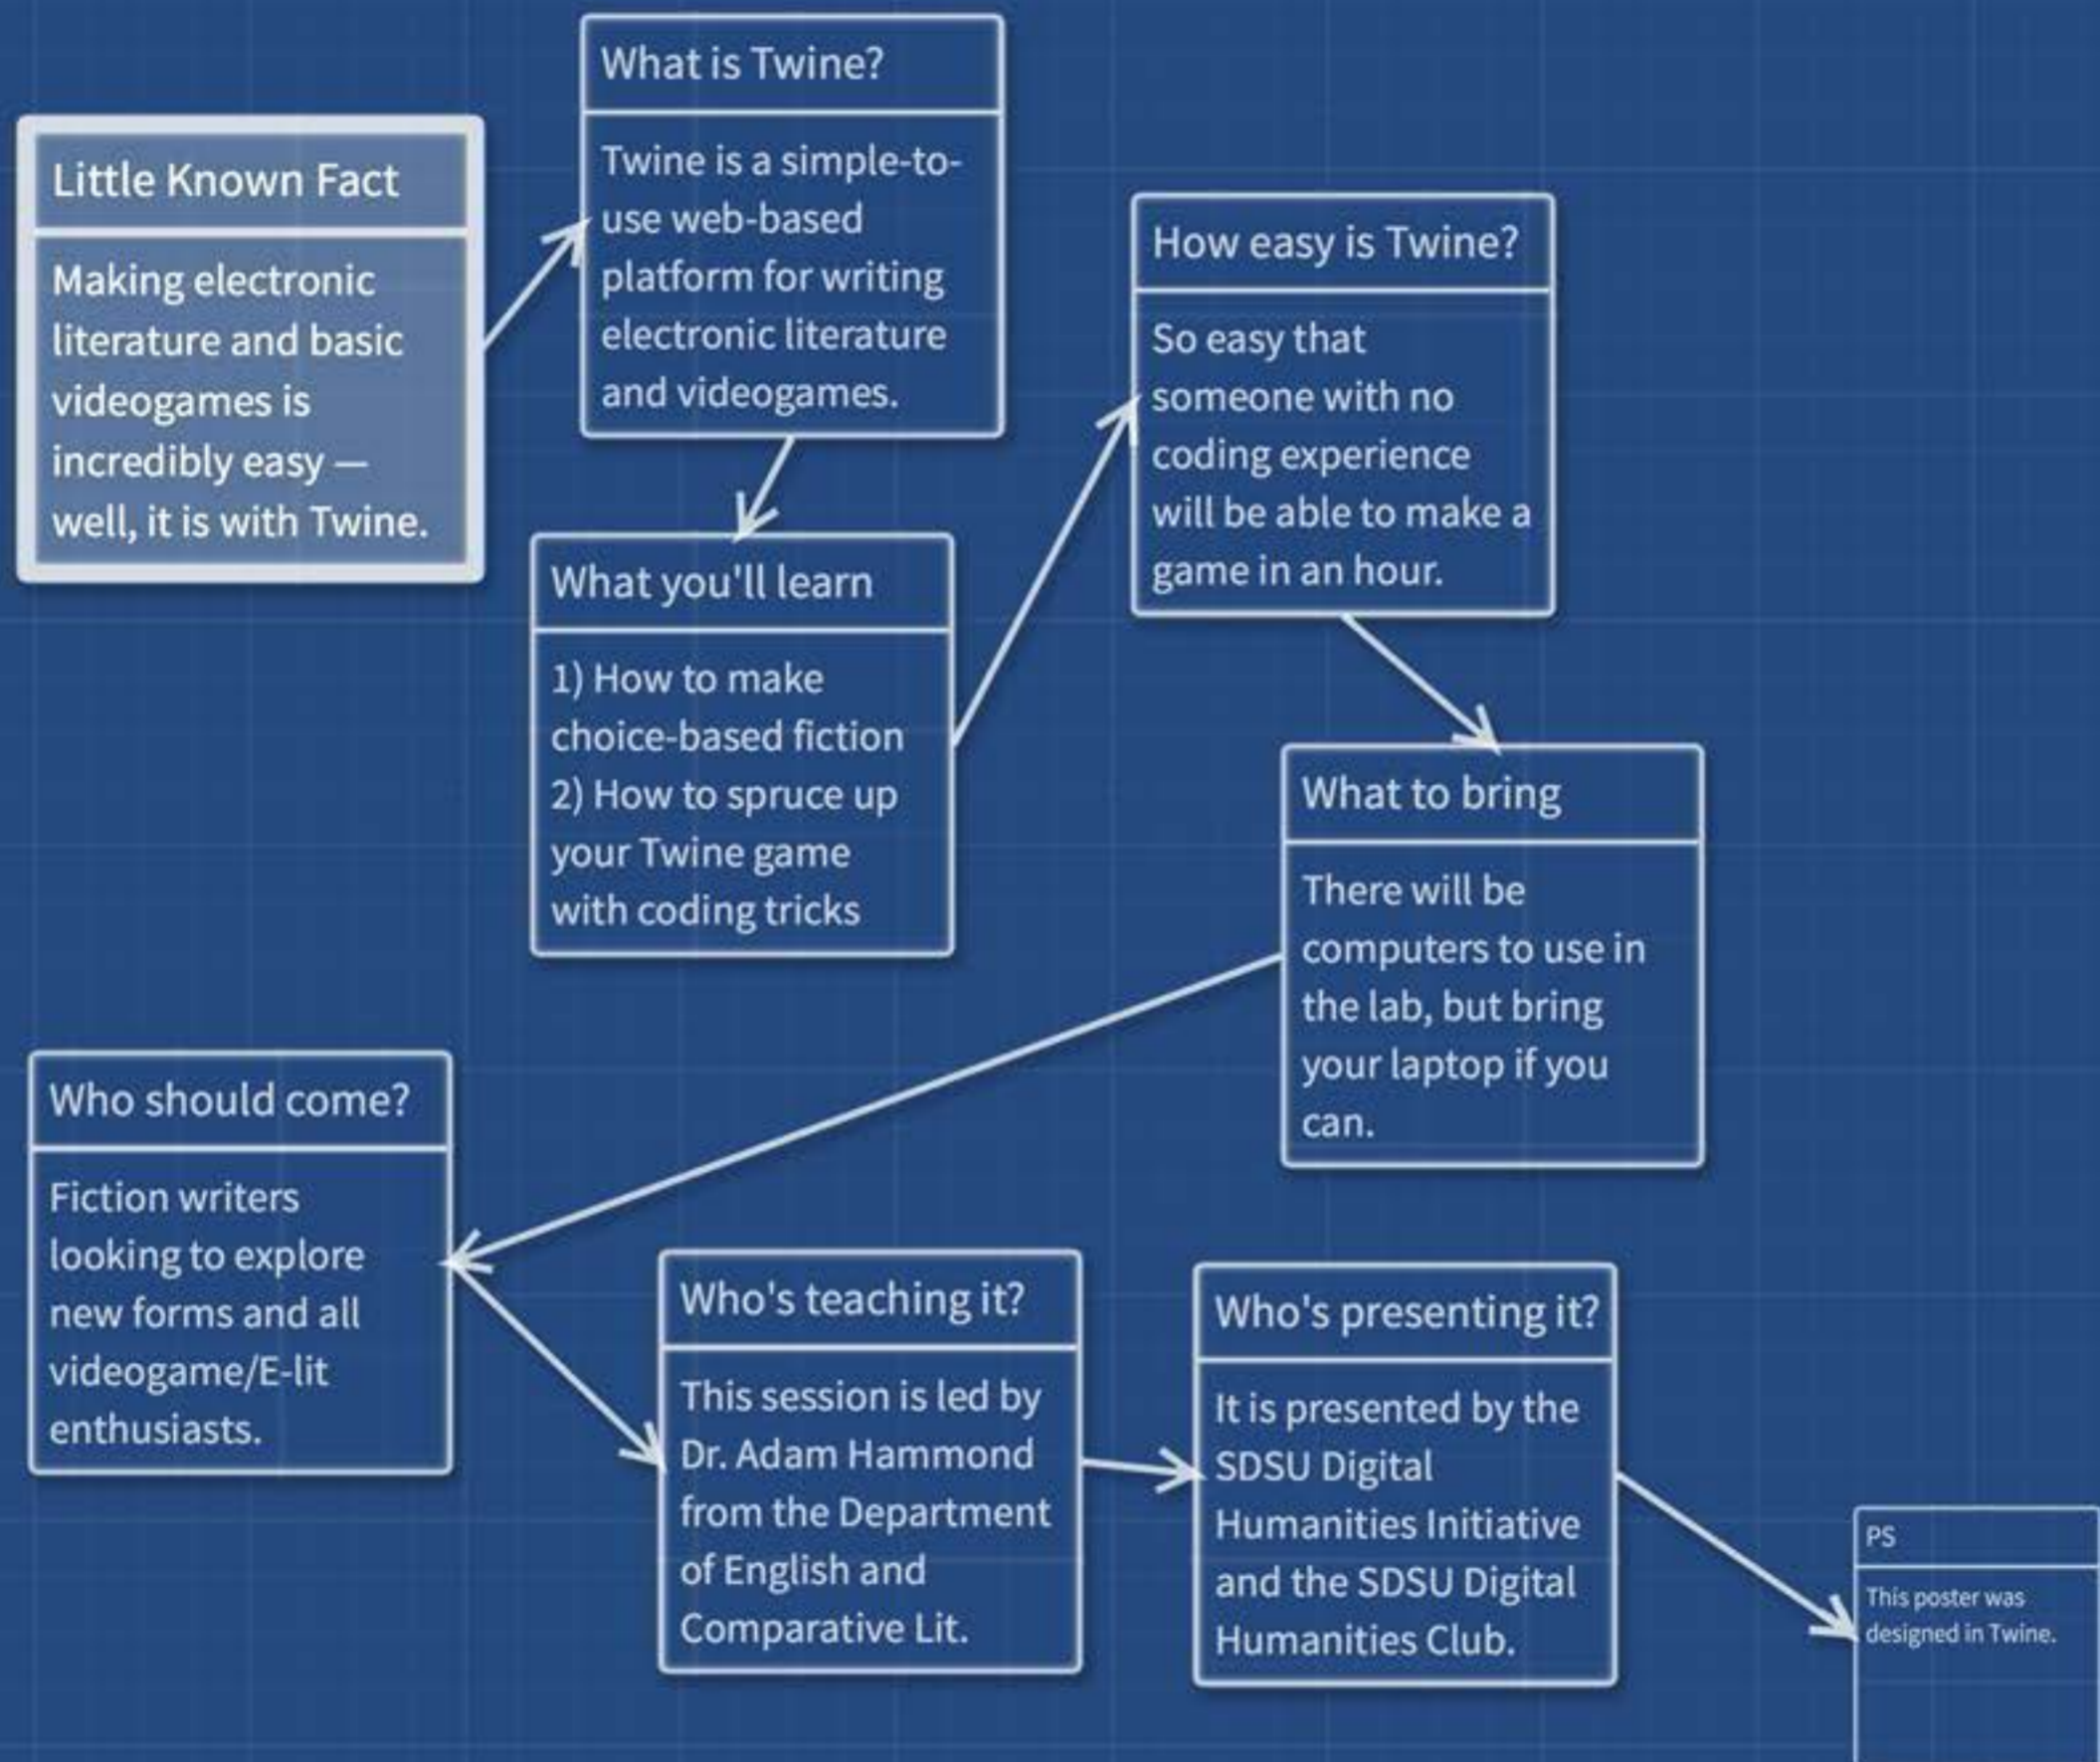 Little Known Fact
Making electronic
literature and basic
videogames is
incredibly easy —
well, it is with Twine.
What is Twine?
Twine is a simple-to-
use web-based
platform for writing
electronic literature
and videogames.
What you'll learn
1) How to make
choice-based fiction
2) How to spruce up
your Twine game
with coding tricks
How easy is Twine?
So easy that
someone with no
coding experience
will be able to make a
game in an hour.
What to bring
There will be
computers to use in
the lab, but bring
your laptop if you
can.
Who should come?
Fiction writers
looking to explore
new forms and all
videogame/E-lit
enthusiasts.
Who's teaching it?
This session is led by
Dr. Adam Hammond
from the Department
of English and
Comparative Lit.
Who's presenting it?
It is presented by the
SDSU Digital
Humanities Initiative
and the SDSU Digital
Humanities Club.
PS
This poster was
designed in Twine.